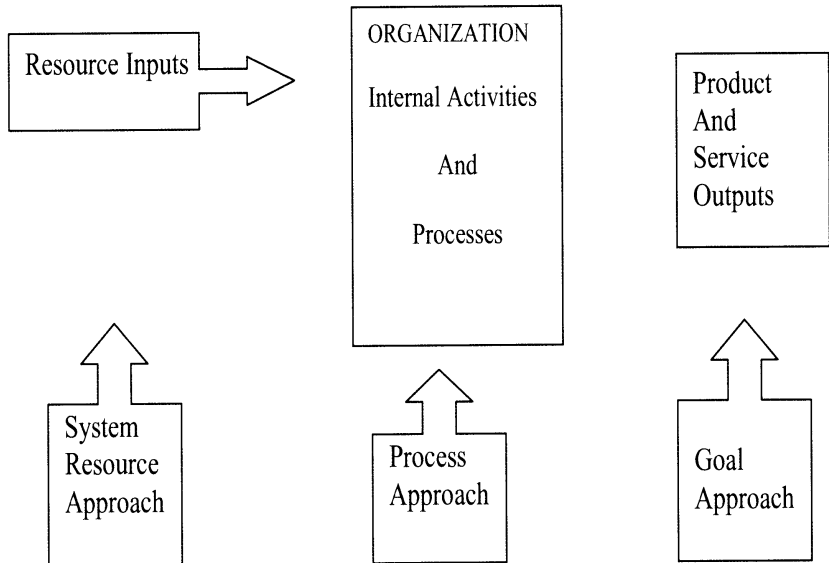 Resource Inputs
ORGANIZATION
Internal Activities
And
Processes
Product
And
Service
Outputs
System
Resource
Approach
Process
Approach
Goal
Approach